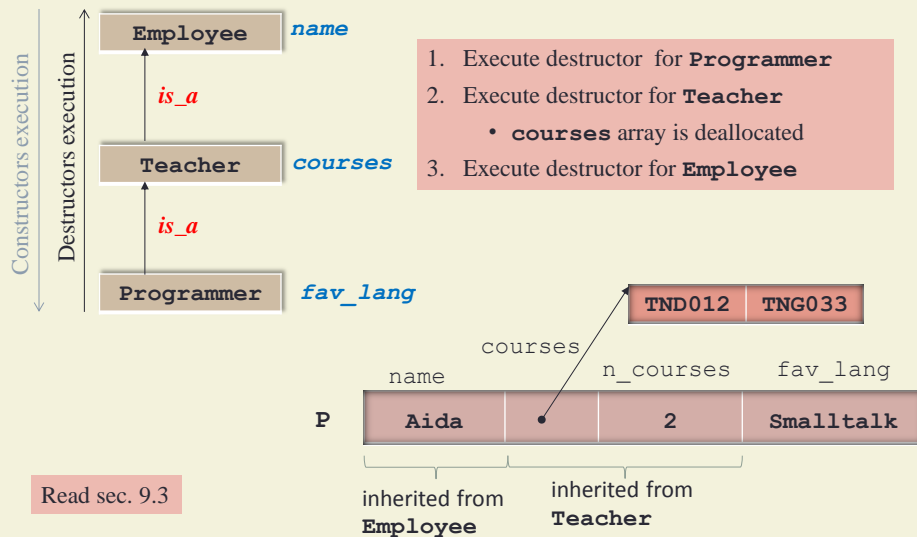 Constructors execution
Destructors execution
Employee
name
is_a
Teacher
courses
is_a
Programmer
fav_lang
1. Execute destructor for Programmer
2. Execute destructor for Teacher
• courses array is deallocated
3. Execute destructor for Employee
TND012 TNG033
courses
name n_courses fav_lang
P Aida 2 Smalltalk
inherited from
Employee
inherited from
Teacher
Read sec. 9.3